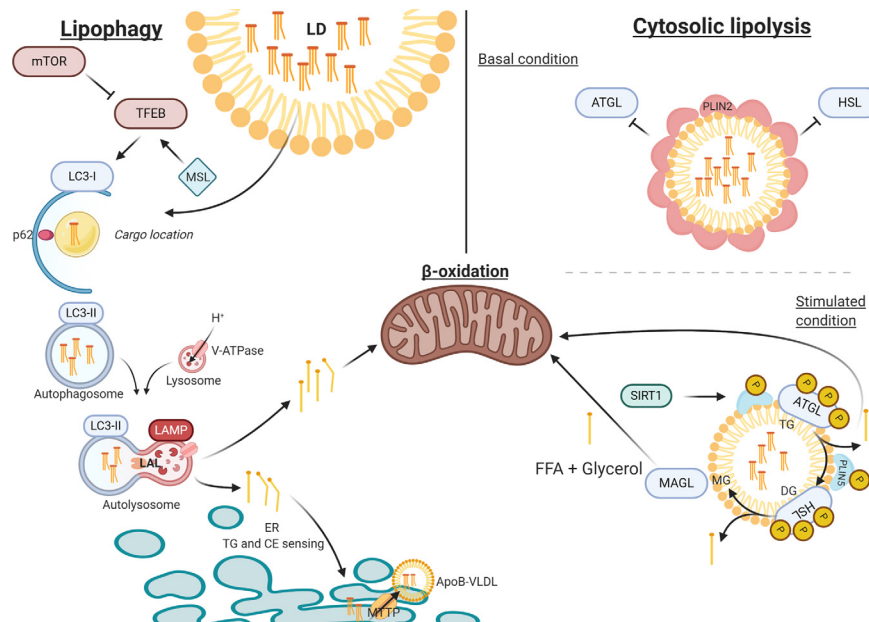 Lipophagy
LD
Cytosolic lipolysis
mTOR
Basal condition
TFEB
ATGL
PLIN2
HSL
LC3-I
MSL
p62
Cargo location
β-oxidation
LC3-II
H⁺
V-ATPase
Lysosome
Autophagosome
Stimulated
condition
SIRT1
P
P
P
P
ATGL
TG
LC3-II
LAMP
LAL
Autolysosome
FFA + Glycerol
MAGL
MG
DG
PLIN5
P
HSL
P
P
P
ER
TG and CE sensing
ApoB-VLDL
MTTP